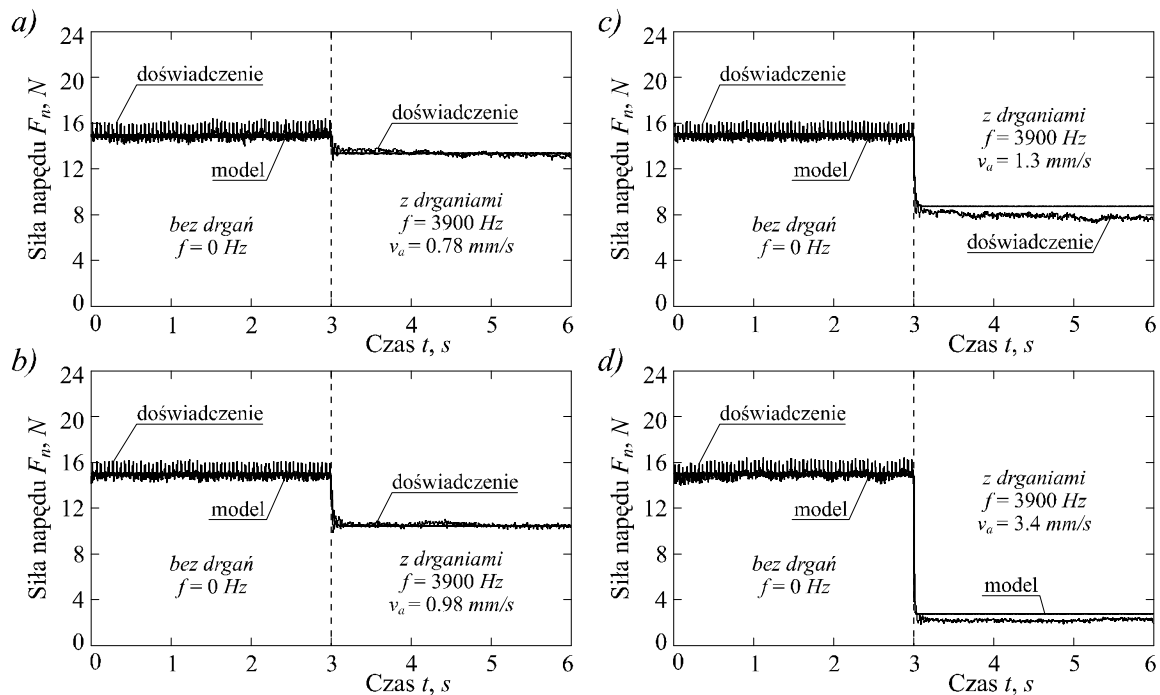 a)
Siła napędu Fn, N
24
20
16
12
8
4
0
doświadczenie
doświadczenie
model
bez drgań
f = 0 Hz
z drganiami
f = 3900 Hz
va = 0.78 mm/s
0 1 2 3 4 5 6
Czas t, s
b)
Siła napędu Fn, N
24
20
16
12
8
4
0
doświadczenie
doświadczenie
model
bez drgań
f = 0 Hz
z drganiami
f = 3900 Hz
va = 0.98 mm/s
0 1 2 3 4 5 6
Czas t, s
c)
Siła napędu Fn, N
24
20
16
12
8
4
0
doświadczenie
z drganiami
f = 3900 Hz
va = 1.3 mm/s
model
bez drgań
f = 0 Hz
doświadczenie
0 1 2 3 4 5 6
Czas t, s
d)
Siła napędu Fn, N
24
20
16
12
8
4
0
doświadczenie
z drganiami
f = 3900 Hz
va = 3.4 mm/s
model
bez drgań
f = 0 Hz
model
0 1 2 3 4 5 6
Czas t, s